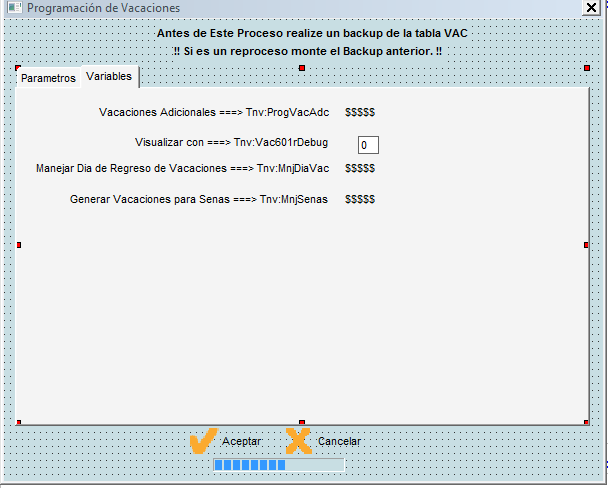 Programación de Vacaciones
Antes de Este Proceso realize un backup de la tabla VAC
!! Si es un reproceso monte el Backup anterior. !!
Parametros Variables
Vacaciones Adicionales ===> Tnv:ProgVacAdc $$$$$
Visualizar con ===> Tnv:Vac601rDebug 0
Manejar Dia de Regreso de Vacaciones ===> Tnv:MnjDiaVac $$$$$
Generar Vacaciones para Senas ===> Tnv:MnjSenas $$$$$
Aceptar Cancelar